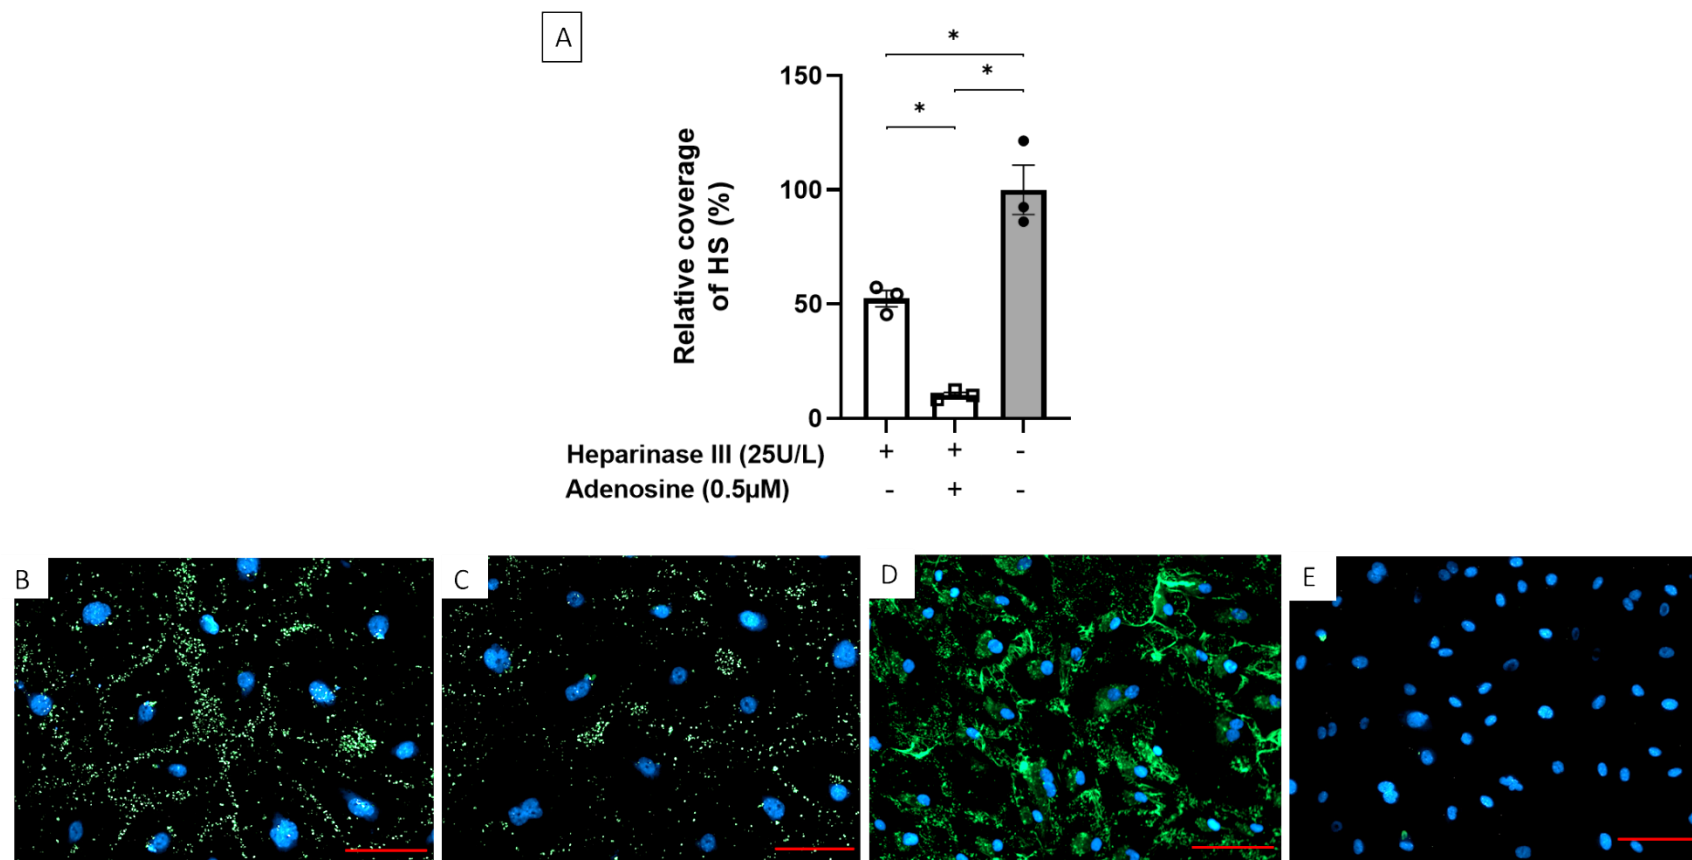 A
*
*
*
150
100
50
0
Relative coverage
of HS (%)
Heparinase III (25U/L) + + -
Adenosine (0.5µM) - + -
B
C
D
E